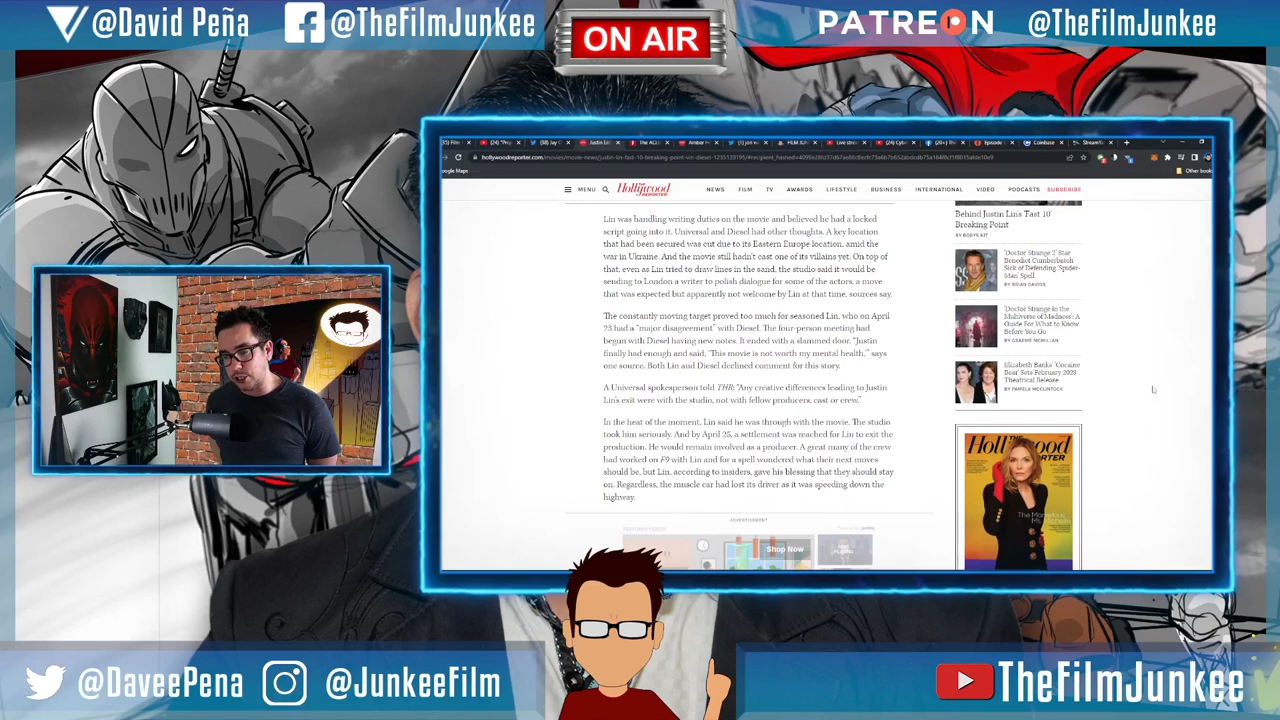 @David Peña
@TheFilmJunkee
ON AIR
PATREON
@TheFilmJunkee
MENU
The Hollywood REPORTER
NEWS
FILM
TV
AWARDS
LIFESTYLE
BUSINESS
INTERNATIONAL
VIDEO
PODCASTS
SUBSCRIBE
Lin was handling writing duties on the movie and believed he had a locked
script going into it. Universal and Diesel had other thoughts. A key location
that had been secured was cut due to its Eastern Europe location, amid the
war in Ukraine. And the movie still hadn't cast one of its villains yet. On top of
that, even as Lin tried to draw lines in the sand, the studio said it would be
sending to London a writer to polish dialogue for some of the actors, a move
that was expected but apparently not welcome by Lin at that time, sources say.
The constantly moving target proved too much for seasoned Lin, who on April
23 had a "major disagreement" with Diesel. The four-person meeting had
begun with Diesel having new notes. It ended with a slammed door. "Justin
finally had enough and said, 'This movie is not worth my mental health,'" says
one source. Both Lin and Diesel declined comment for this story.
A Universal spokesperson told THR: "Any creative differences leading to Justin
Lin's exit were with the studio, not with fellow producers, cast or crew."
In the heat of the moment, Lin said he was through with the movie. The studio
took him seriously. And by April 25, a settlement was reached for Lin to exit the
production. He would remain involved as a producer. A great many of the crew
had worked on F9 with Lin and for a spell wondered what their next moves
should be, but Lin, according to insiders, gave his blessing that they should stay
on. Regardless, the muscle car had lost its driver as it was speeding down the
highway.
ADVERTISEMENT
Shop Now
Behind Justin Lin's 'Fast 10'
Breaking Point
BY BORYS KIT
'Doctor Strange 2' Star
Benedict Cumberbatch
Sick of Defending 'Spider-
Man' Spell
BY BRIAN DAVIDS
'Doctor Strange in the
Multiverse of Madness': A
Guide For What to Know
Before You Go
BY GRAEME MCMILLAN
Elizabeth Banks' 'Cocaine
Bear' Sets February 2023
Theatrical Release
BY PAMELA MCCLINTOCK
The Hollywood REPORTER
@DaveePena
@JunkeeFilm
TheFilmJunkee